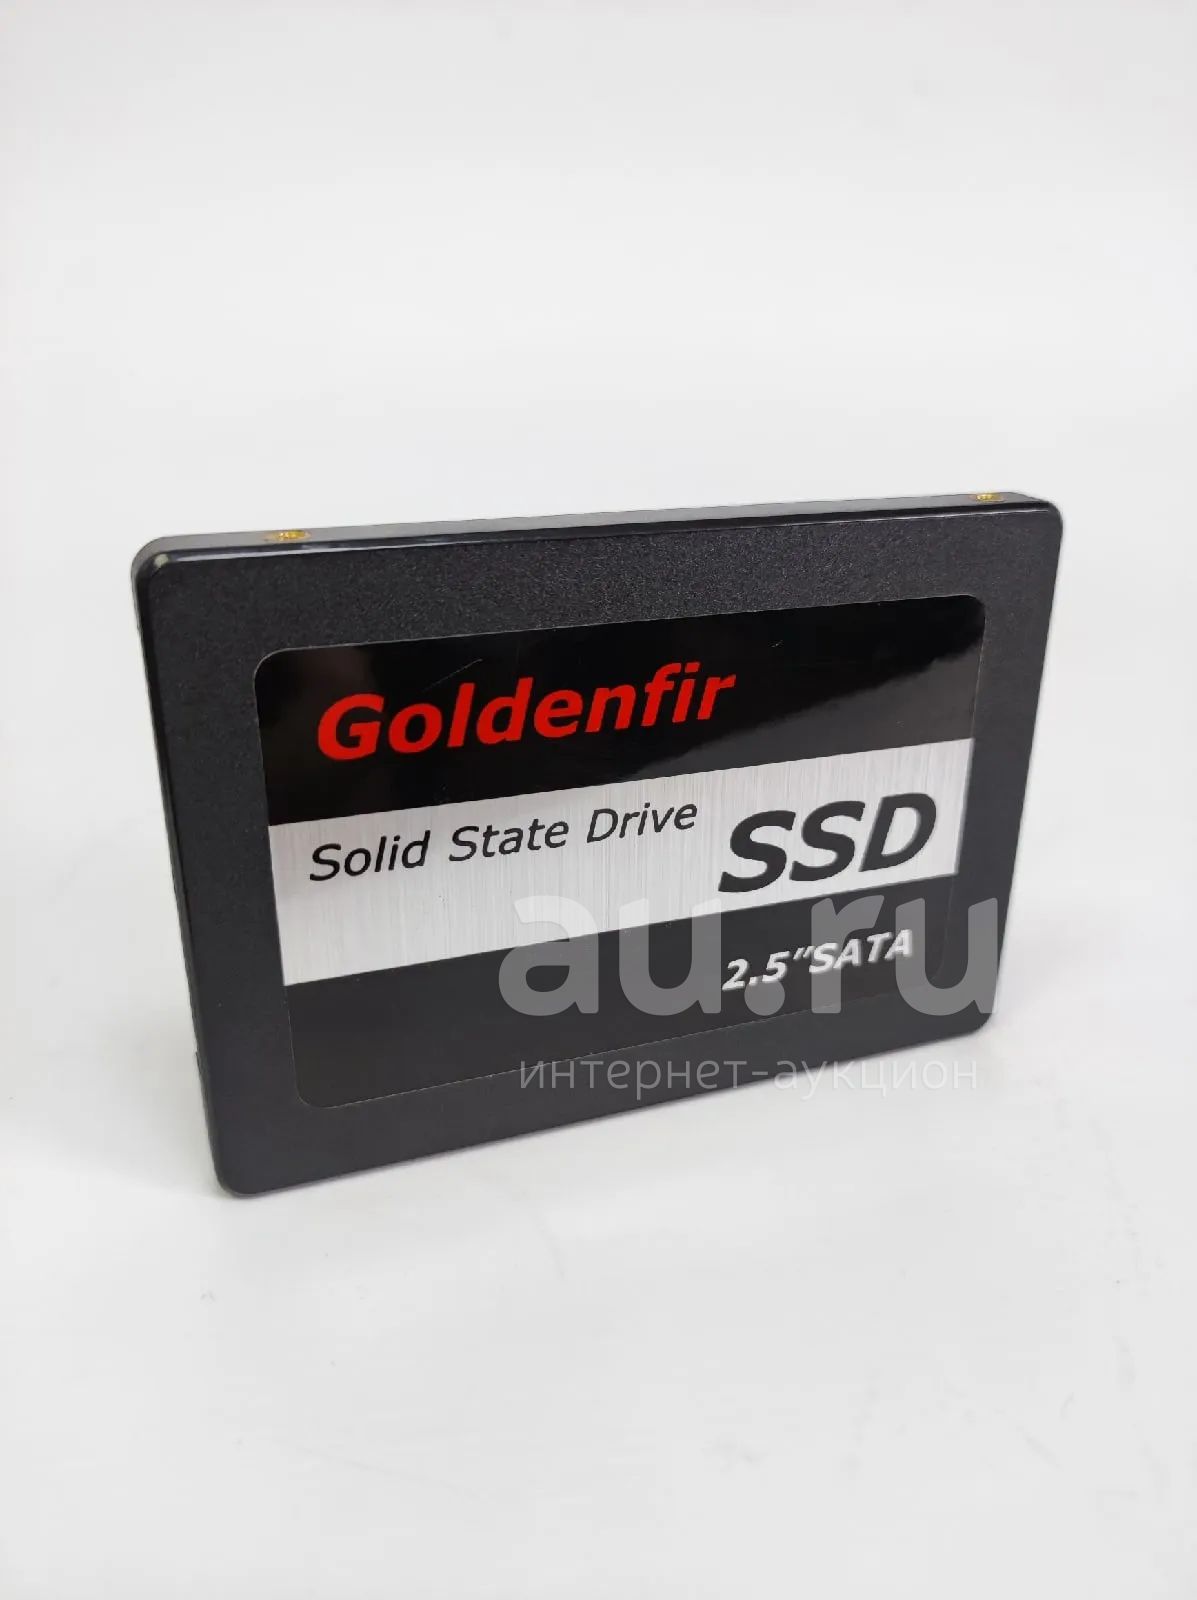 Goldenfir
Solid State Drive
SSD
2.5"SATA
au.ru
интернет-аукцион